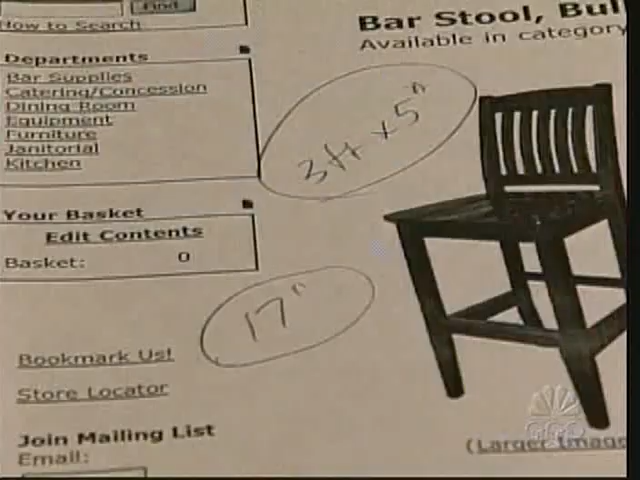 Find
How to Search
Departments
Bar Supplies
Catering/Concession
Dining Room
Equipment
Furniture
Janitorial
Kitchen
Your Basket
Edit Contents
Basket: 0
Bookmark Us!
Store Locator
Join Mailing List
Email:
Bar Stool, Bul
Available in category
3ft x 5"
17"
(Larger Image